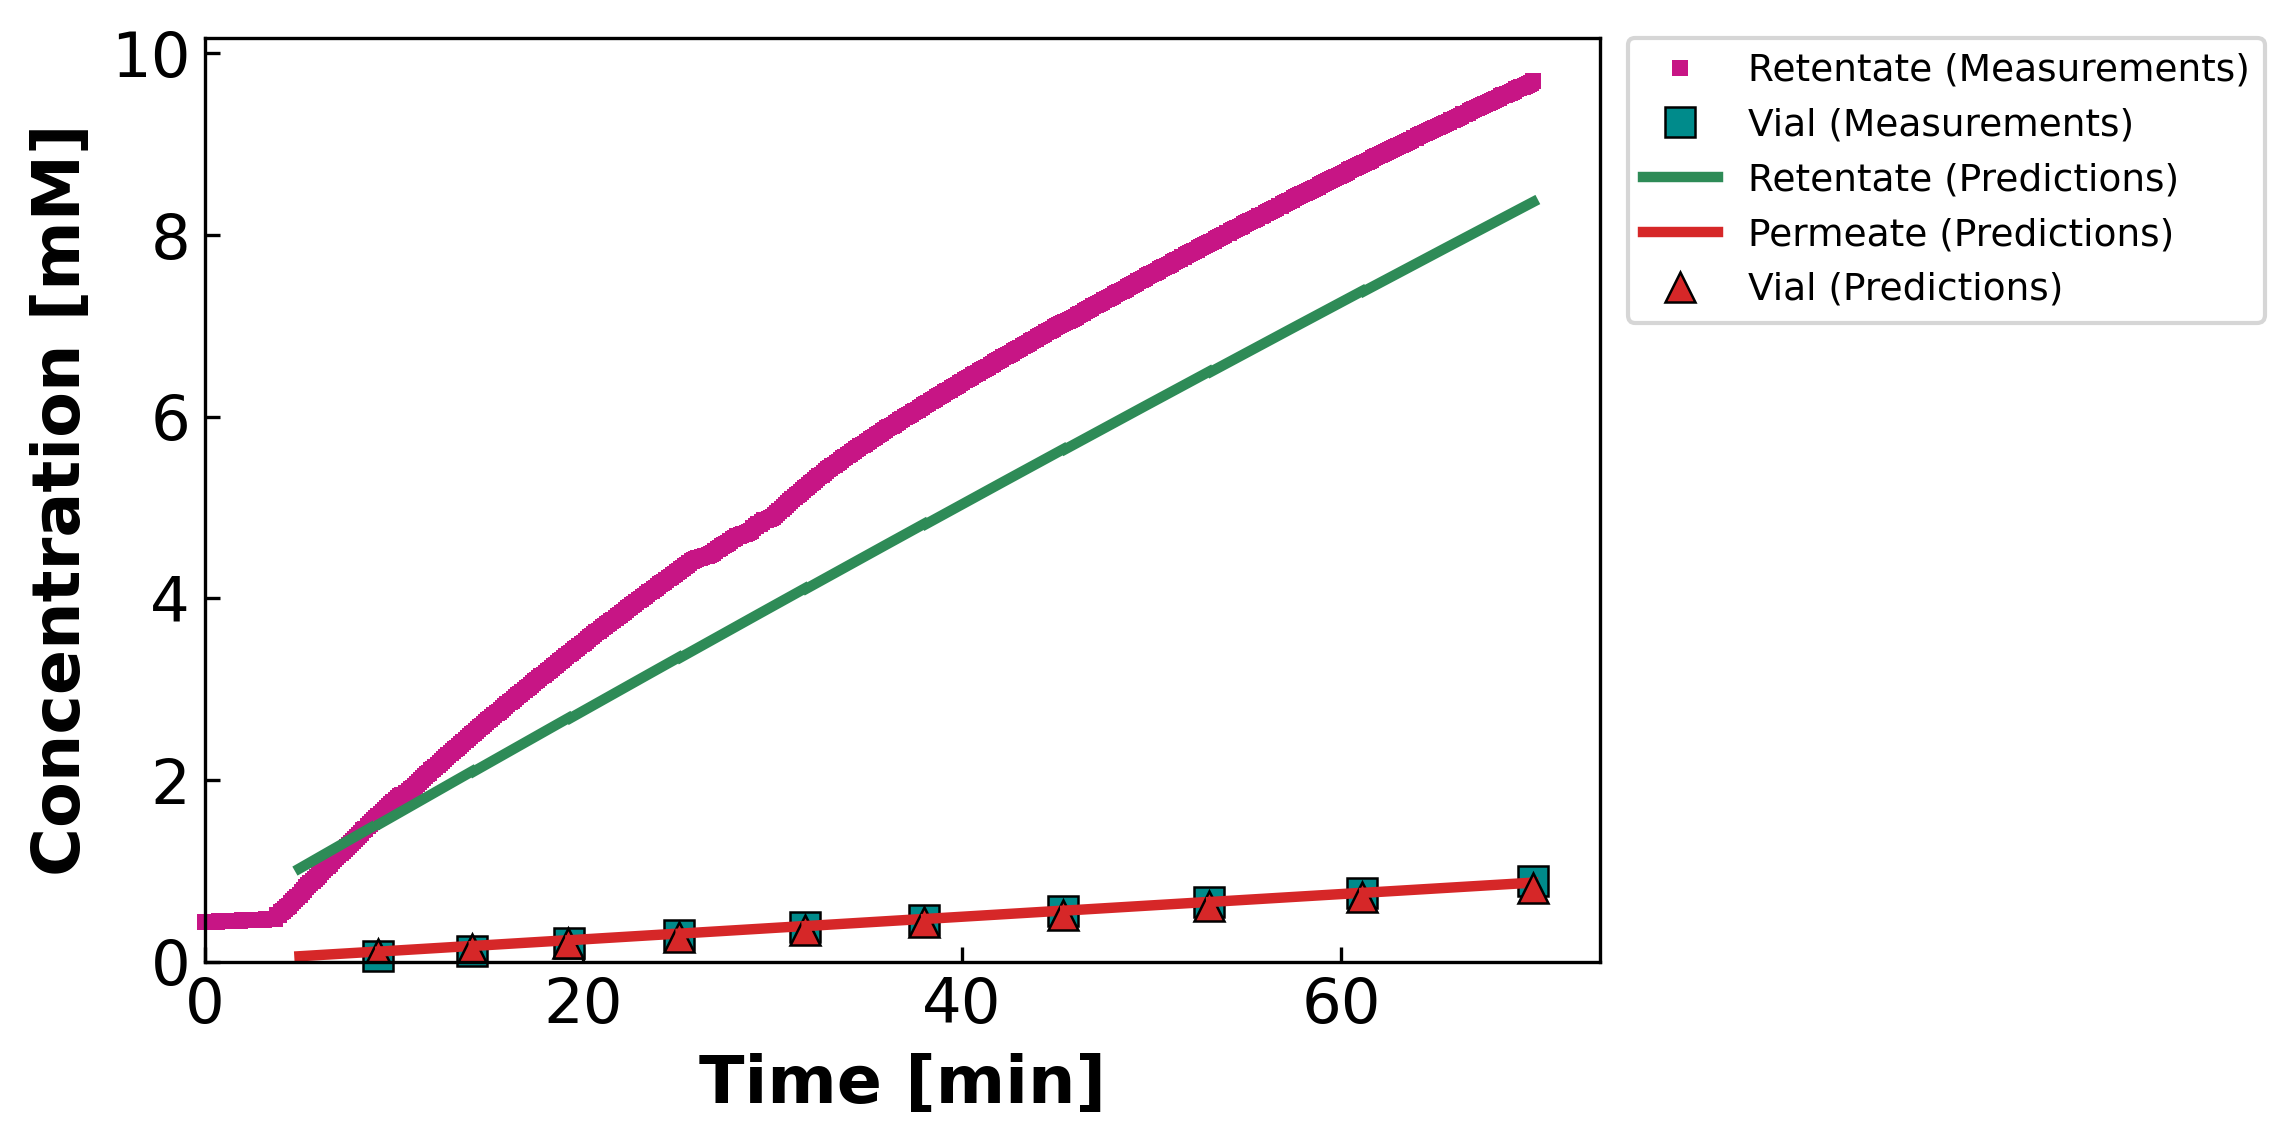 10
8
6
4
2
0
0 20 40 60
Concentration [mM]
Time [min]
Retentate (Measurements)
Vial (Measurements)
Retentate (Predictions)
Permeate (Predictions)
Vial (Predictions)